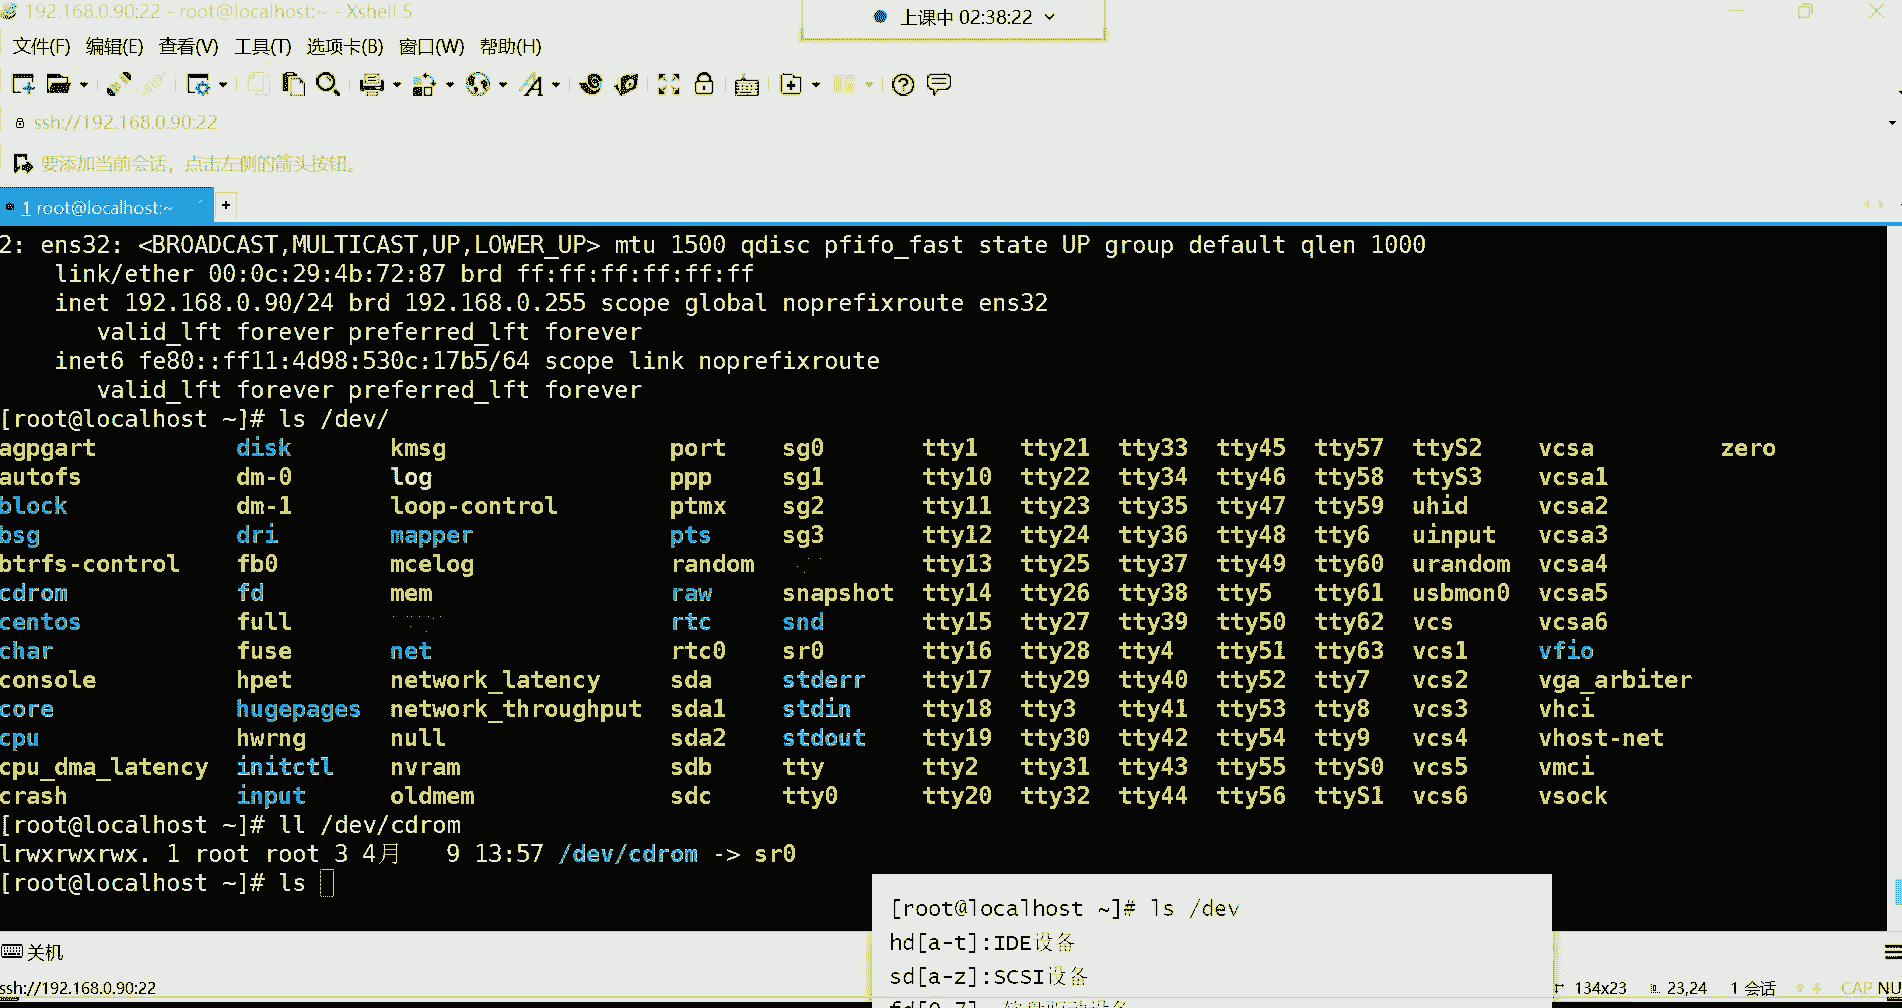 192.168.0.90:22 - root@localhost:~ - Xshell 5
上课中 02:38:22
文件(F) 编辑(E) 查看(V) 工具(T) 选项卡(B) 窗口(W) 帮助(H)
ssh://192.168.0.90:22
要添加当前会话，点击左侧的箭头按钮。
1 root@localhost:~
2: ens32: <BROADCAST,MULTICAST,UP,LOWER_UP> mtu 1500 qdisc pfifo_fast state UP group default qlen 1000
link/ether 00:0c:29:4b:72:87 brd ff:ff:ff:ff:ff:ff
inet 192.168.0.90/24 brd 192.168.0.255 scope global noprefixroute ens32
valid_lft forever preferred_lft forever
inet6 fe80::ff11:4d98:530c:17b5/64 scope link noprefixroute
valid_lft forever preferred_lft forever
[root@localhost ~]# ls /dev/
agpgart disk kmsg port sg0 tty1 tty21 tty33 tty45 tty57 ttyS2 vcsa zero
autofs dm-0 log ppp sg1 tty10 tty22 tty34 tty46 tty58 ttyS3 vcsa1
block dm-1 loop-control ptmx sg2 tty11 tty23 tty35 tty47 tty59 uhid vcsa2
bsg dri mapper pts sg3 tty12 tty24 tty36 tty48 tty6 uinput vcsa3
btrfs-control fb0 mcelog random tty13 tty25 tty37 tty49 tty60 urandom vcsa4
cdrom fd mem raw snapshot tty14 tty26 tty38 tty5 tty61 usbmon0 vcsa5
centos full rtc snd tty15 tty27 tty39 tty50 tty62 vcs vcsa6
char fuse net rtc0 sr0 tty16 tty28 tty4 tty51 tty63 vcs1 vfio
console hpet network_latency sda stderr tty17 tty29 tty40 tty52 tty7 vcs2 vga_arbiter
core hugepages network_throughput sda1 stdin tty18 tty3 tty41 tty53 tty8 vcs3 vhci
cpu hwrng null sda2 stdout tty19 tty30 tty42 tty54 tty9 vcs4 vhost-net
cpu_dma_latency initctl nvram sdb tty tty2 tty31 tty43 tty55 ttyS0 vcs5 vmci
crash input oldmem sdc tty0 tty20 tty32 tty44 tty56 ttyS1 vcs6 vsock
[root@localhost ~]# ll /dev/cdrom
lrwxrwxrwx. 1 root root 3 4月 9 13:57 /dev/cdrom -> sr0
[root@localhost ~]# ls
[root@localhost ~]# ls /dev
hd[a-t]:IDE设备
sd[a-z]:SCSI设备
关机
ssh://192.168.0.90:22
134x23 23,24 1 会话 CAP NU